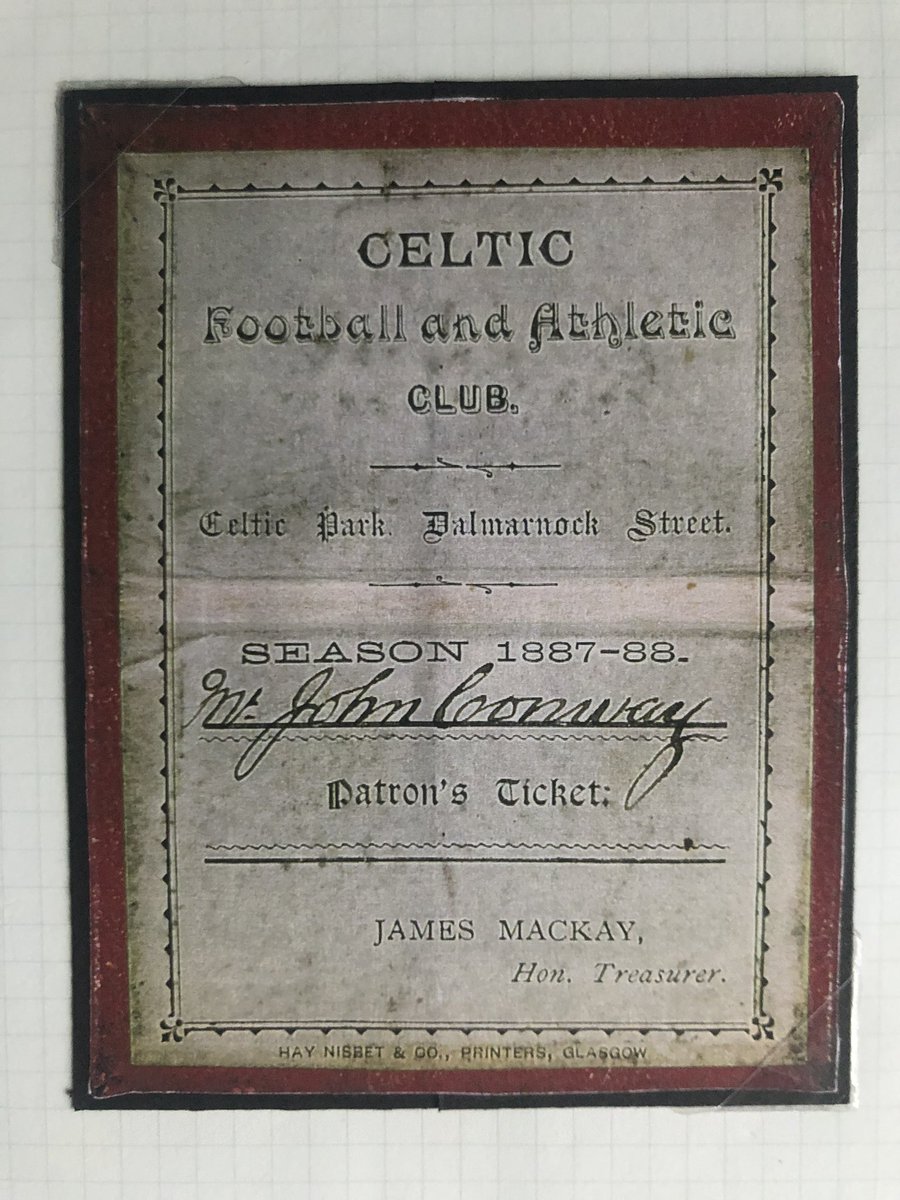 CELTIC
Football and Athletic
CLUB.
Celtic Park. Dalmarnock Street.
SEASON 1887-88.
Mr. John Conway
Patron's Ticket:
JAMES MACKAY,
Hon. Treasurer.
HAY NISBET & CO., PRINTERS, GLASGOW